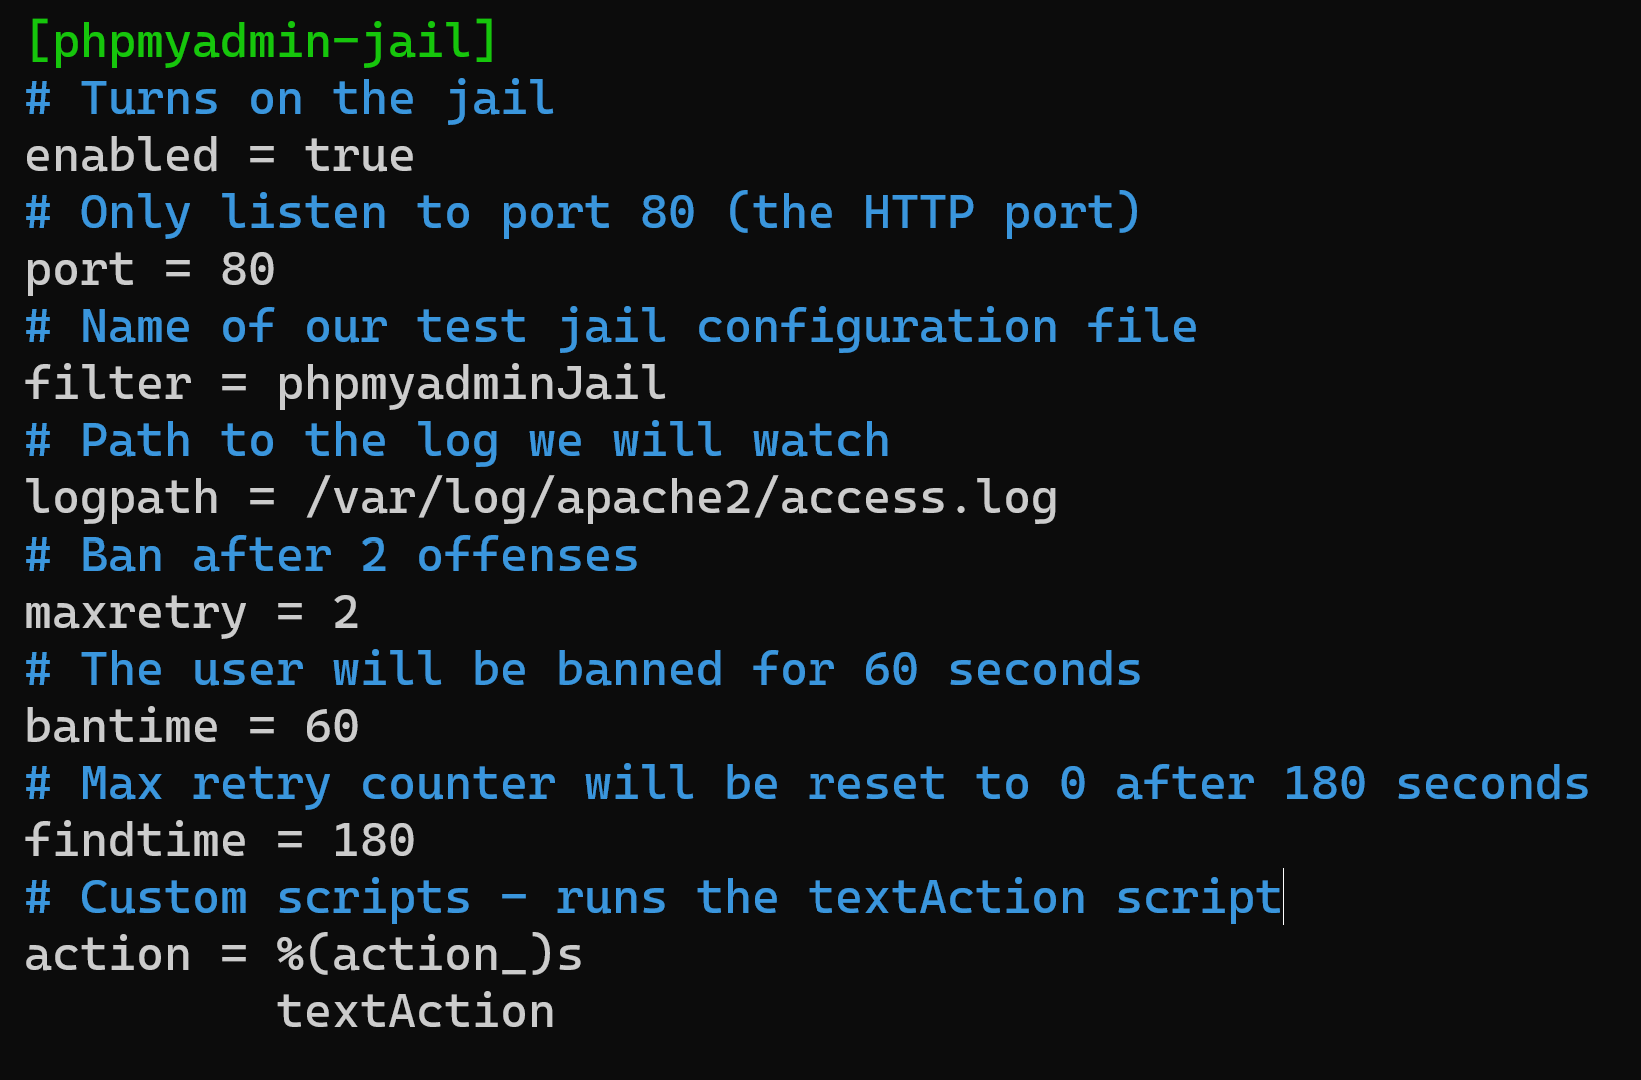 [phpmyadmin-jail]
# Turns on the jail
enabled = true
# Only listen to port 80 (the HTTP port)
port = 80
# Name of our test jail configuration file
filter = phpmyadminJail
# Path to the log we will watch
logpath = /var/log/apache2/access.log
# Ban after 2 offenses
maxretry = 2
# The user will be banned for 60 seconds
bantime = 60
# Max retry counter will be reset to 0 after 180 seconds
findtime = 180
# Custom scripts - runs the textAction script
action = %(action_)s
         textAction